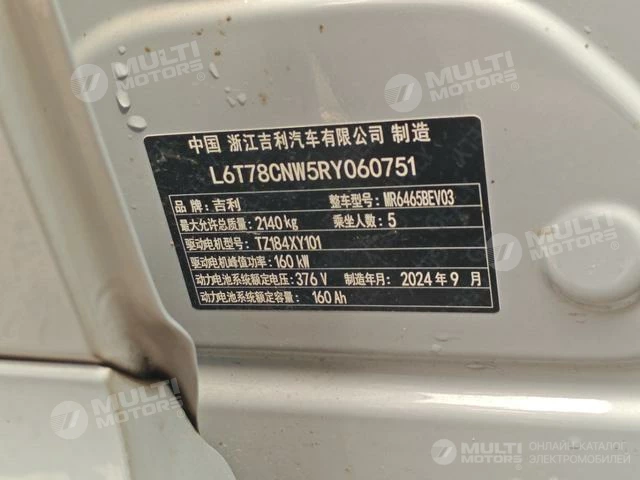 MULTI
MOTORS
MULTI
MOTORS
中国 浙江吉利汽车有限公司 制造
L6T78CNW5RY060751
品牌:吉利 整车型号:MR6465BEV03
最大允许总质量:2140 kg 乘坐人数:5
驱动电机型号: TZ184XY101
驱动电机峰值功率:160 kW
动力电池系统额定电压:376 V 制造年月: 2024 年 9 月
动力电池系统额定容量: 160 Ah
MULTI
MOTORS
MULTI
MOTORS
MULTI
MOTORS
ОНЛАЙН-КАТАЛОГ
ЭЛЕКТРОМОБИЛЕЙ